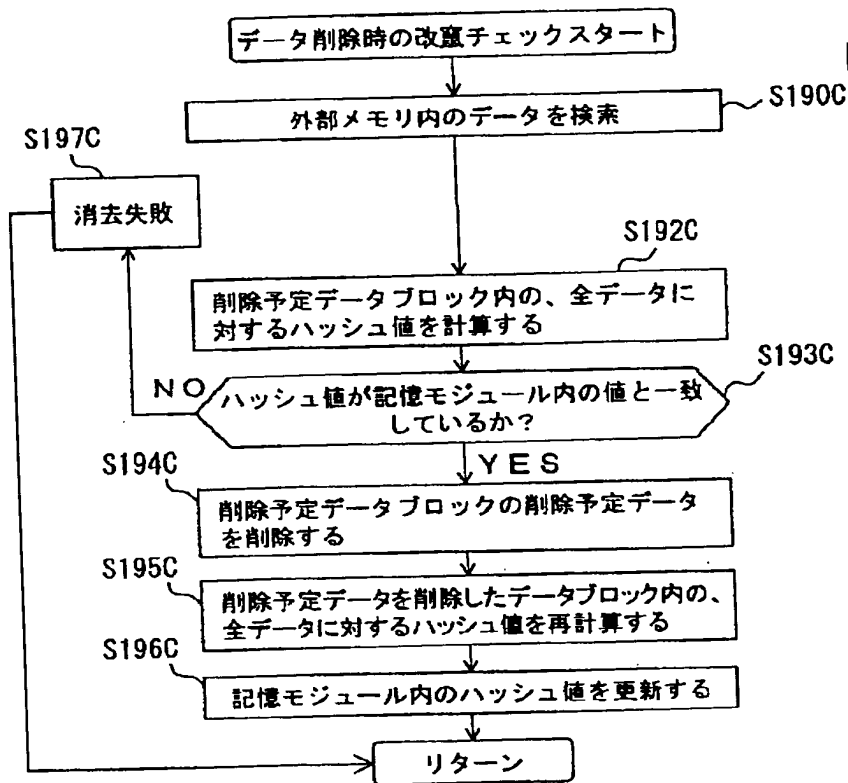 データ削除時の改竄チェックスタート
S190C
外部メモリ内のデータを検索
S197C
消去失敗
S192C
削除予定データブロック内の、全データに
対するハッシュ値を計算する
S193C
NO
ハッシュ値が記憶モジュール内の値と一致
しているか?
YES
S194C
削除予定データブロックの削除予定データ
を削除する
S195C
削除予定データを削除したデータブロック内の、
全データに対するハッシュ値を再計算する
S196C
記憶モジュール内のハッシュ値を更新する
リターン